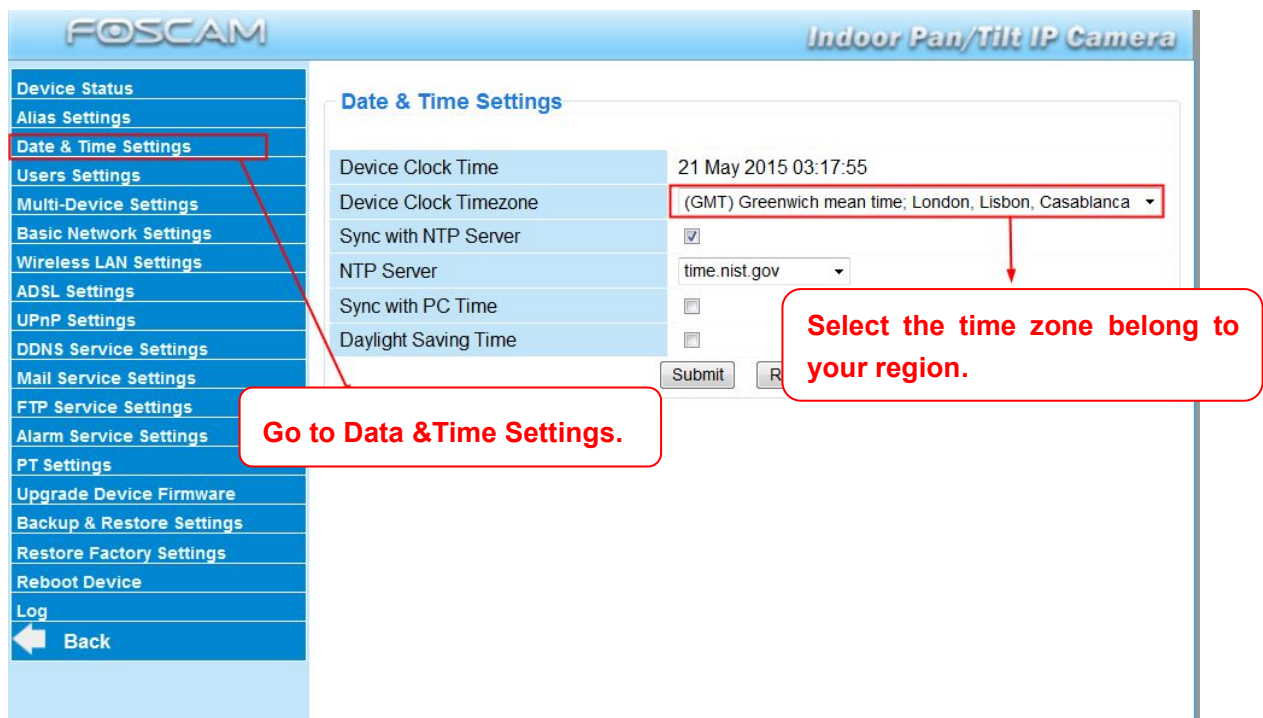 FOSCAM
Indoor Pan/Tilt IP Camera
Device Status
Alias Settings
Date & Time Settings
Users Settings
Multi-Device Settings
Basic Network Settings
Wireless LAN Settings
ADSL Settings
UPnP Settings
DDNS Service Settings
Mail Service Settings
FTP Service Settings
Alarm Service Settings
PT Settings
Upgrade Device Firmware
Backup & Restore Settings
Restore Factory Settings
Reboot Device
Log
Back
Date & Time Settings
Device Clock Time 21 May 2015 03:17:55
Device Clock Timezone (GMT) Greenwich mean time; London, Lisbon, Casablanca
Sync with NTP Server
NTP Server time.nist.gov
Sync with PC Time
Daylight Saving Time
Submit R
Select the time zone belong to
your region.
Go to Data &Time Settings.